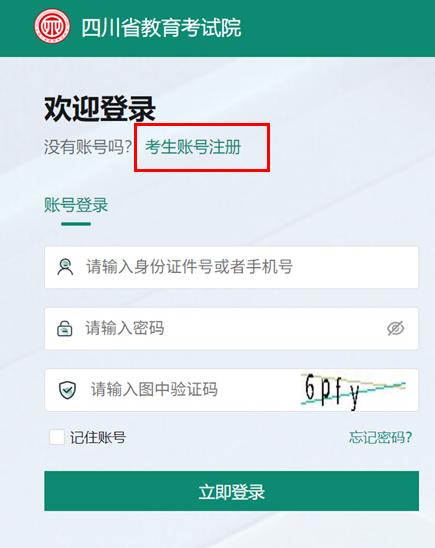 四川省教育考试院
欢迎登录
没有账号吗? 考生账号注册
账号登录
请输入身份证件号或者手机号
请输入密码
请输入图中验证码 6pfy
记住账号 忘记密码?
立即登录